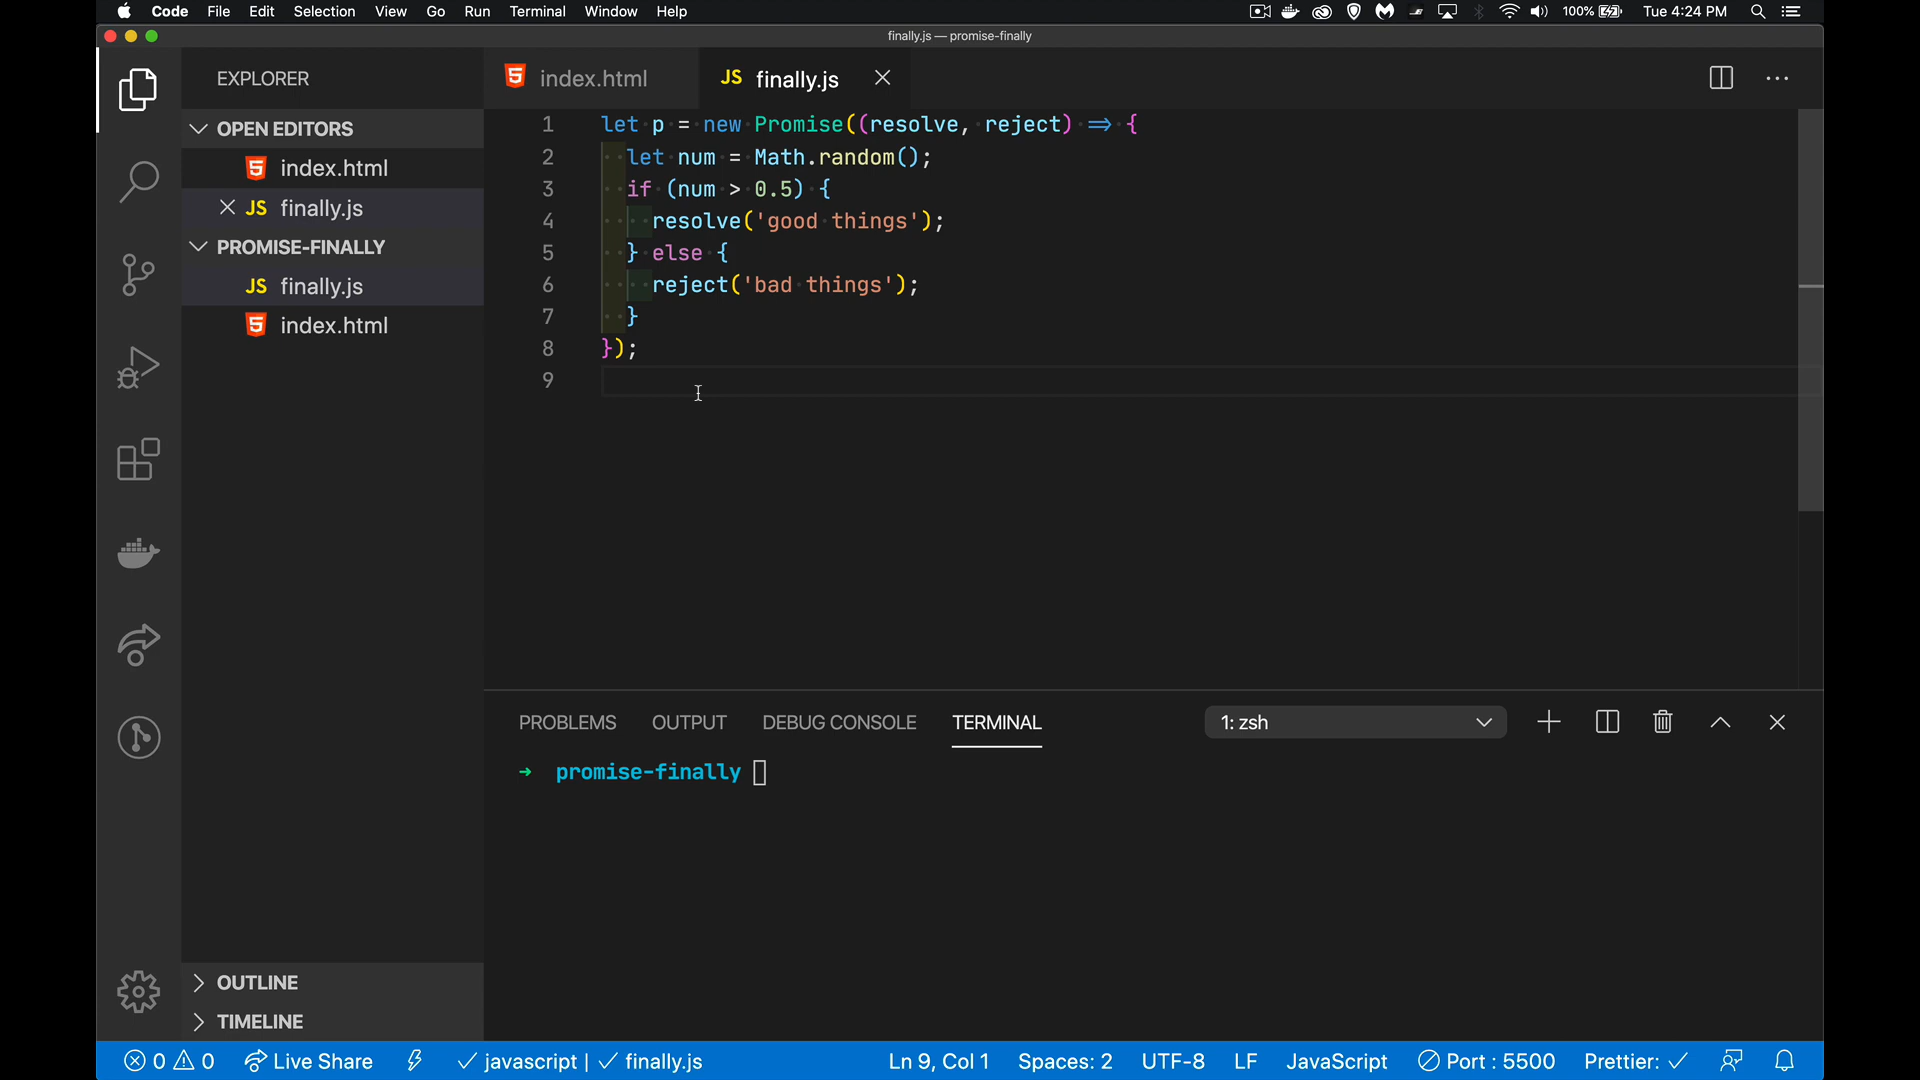 Code File Edit Selection View Go Run Terminal Window Help 100% Tue 4:24 PM
finally.js — promise-finally
EXPLORER
OPEN EDITORS
index.html
JS finally.js
PROMISE-FINALLY
JS finally.js
index.html
OUTLINE
TIMELINE
index.html JS finally.js
1 let p = new Promise((resolve, reject) => {
2 let num = Math.random();
3 if (num > 0.5) {
4 resolve('good things');
5 } else {
6 reject('bad things');
7 }
8 });
9
PROBLEMS OUTPUT DEBUG CONSOLE TERMINAL 1: zsh
➜ promise-finally
0 0 Live Share javascript | finally.js Ln 9, Col 1 Spaces: 2 UTF-8 LF JavaScript Port : 5500 Prettier: ✓